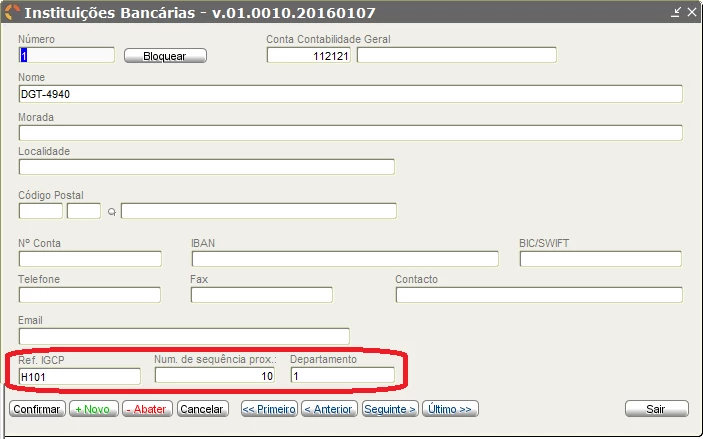 Instituições Bancárias - v.01.0010.20160107
Número Conta Contabilidade Geral
1 Bloquear 112121
Nome
DGT-4940
Morada
Localidade
Código Postal
Nº Conta IBAN BIC/SWIFT
Telefone Fax Contacto
Email
Ref. IGCP Num. de sequência prox.: Departamento
H101 10 1
Confirmar + Novo - Abater Cancelar << Primeiro < Anterior Seguinte > Último >> Sair